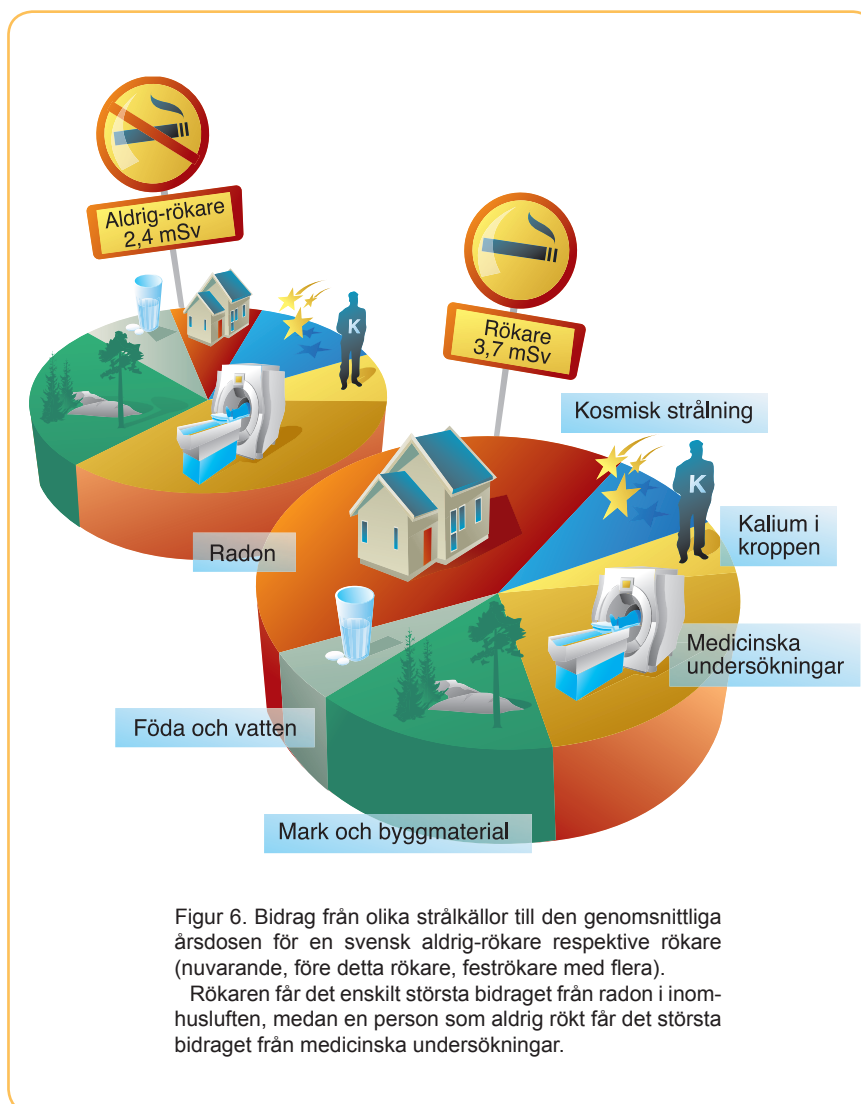 Aldrig-rökare
2,4 mSv
K
Rökare
3,7 mSv
Kosmisk strålning
K
Kalium i
kroppen
Radon
Medicinska
undersökningar
Föda och vatten
Mark och byggmaterial
Figur 6. Bidrag från olika strålkällor till den genomsnittliga
årsdosen för en svensk aldrig-rökare respektive rökare
(nuvarande, före detta rökare, feströkare med flera).
Rökaren får det enskilt största bidraget från radon i inom-
husluften, medan en person som aldrig rökt får det största
bidraget från medicinska undersökningar.